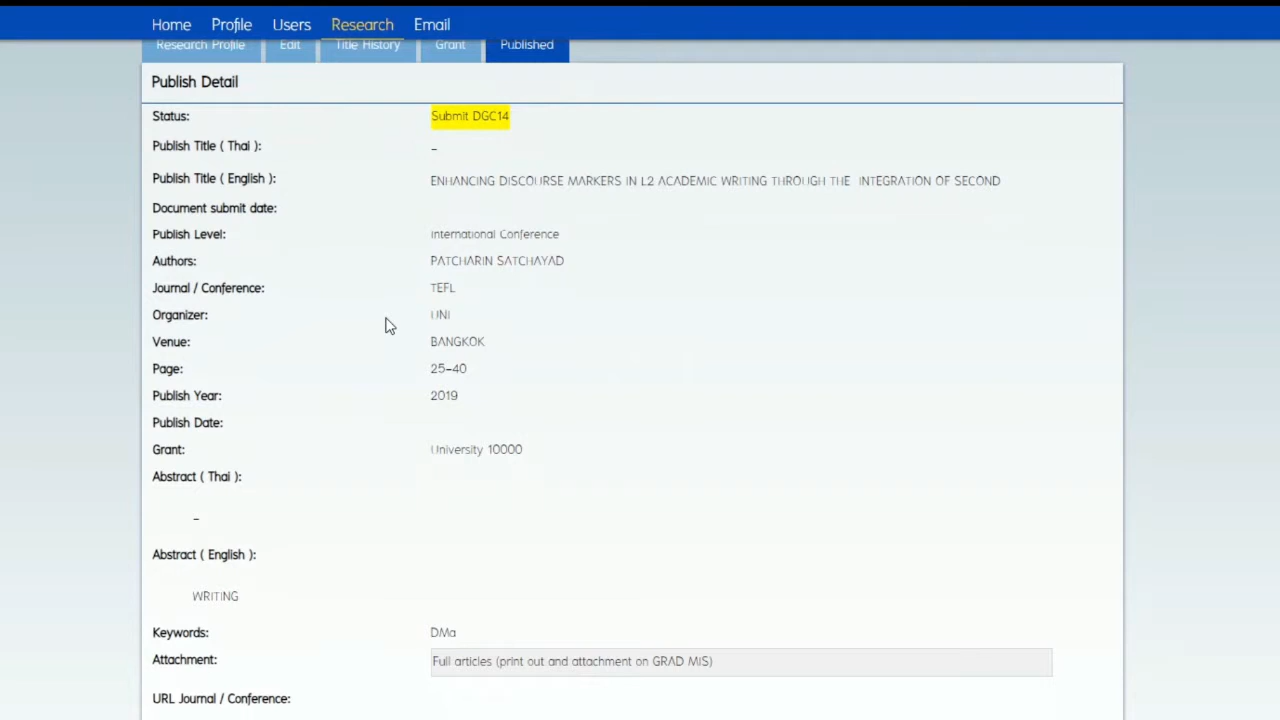 Home Profile Users Research Email
Research Profile Edit Title History Grant Published
Publish Detail
Status: Submit DGC14
Publish Title ( Thai ): –
Publish Title ( English ): ENHANCING DISCOURSE MARKERS IN L2 ACADEMIC WRITING THROUGH THE INTEGRATION OF SECOND
Document submit date:
Publish Level: International Conference
Authors: PATCHARIN SATCHAYAD
Journal / Conference: TEFL
Organizer: UNI
Venue: BANGKOK
Page: 25–40
Publish Year: 2019
Publish Date:
Grant: University 10000
Abstract ( Thai ):
–
Abstract ( English ):
WRITING
Keywords: DMa
Attachment: Full articles (print out and attachment on GRAD MIS)
URL Journal / Conference: